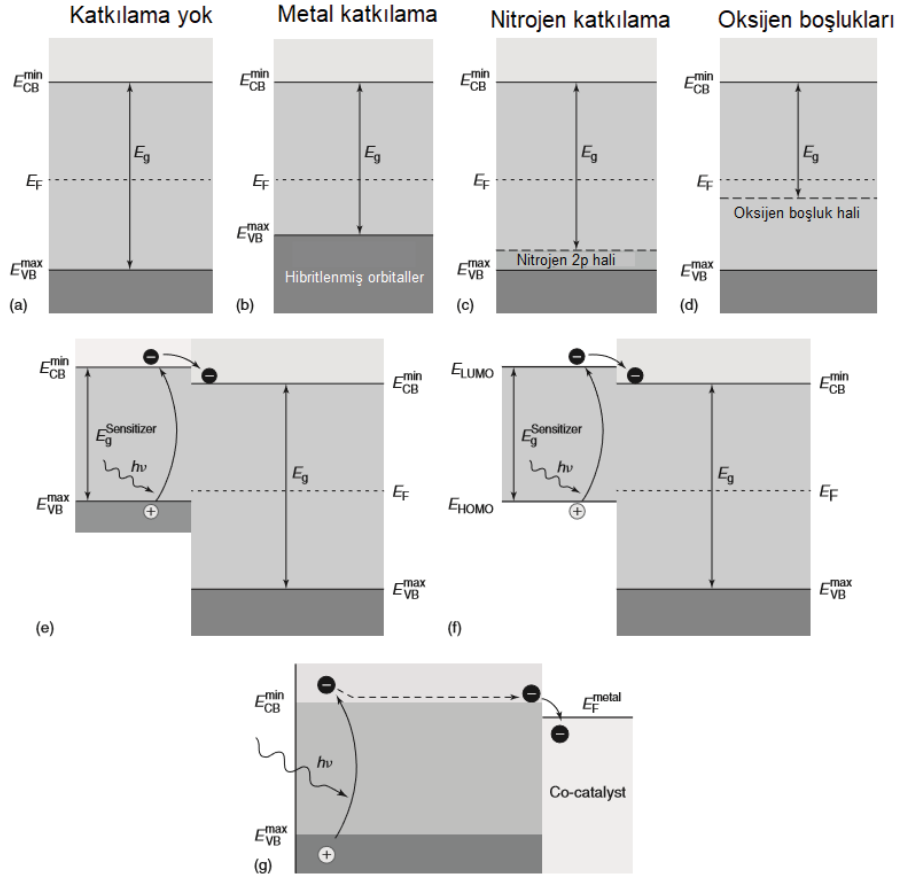 Katkılama yok
Metal katkılama
Nitrojen katkılama
Oksijen boşlukları
E_CB^min
E_g
E_F
E_VB^max
(a)
E_CB^min
E_g
E_F
E_VB^max
Hibritlenmiş orbitaller
(b)
E_CB^min
E_g
E_F
Nitrojen 2p hali
E_VB^max
(c)
E_CB^min
E_g
E_F
Oksijen boşluk hali
E_VB^max
(d)
E_CB^min
E_g^Sensitizer
hν
E_VB^max
E_CB^min
E_g
E_F
E_VB^max
(e)
E_LUMO
E_g^Sensitizer
hν
E_HOMO
E_CB^min
E_g
E_F
E_VB^max
(f)
E_CB^min
E_F^metal
hν
Co-catalyst
E_VB^max
(g)